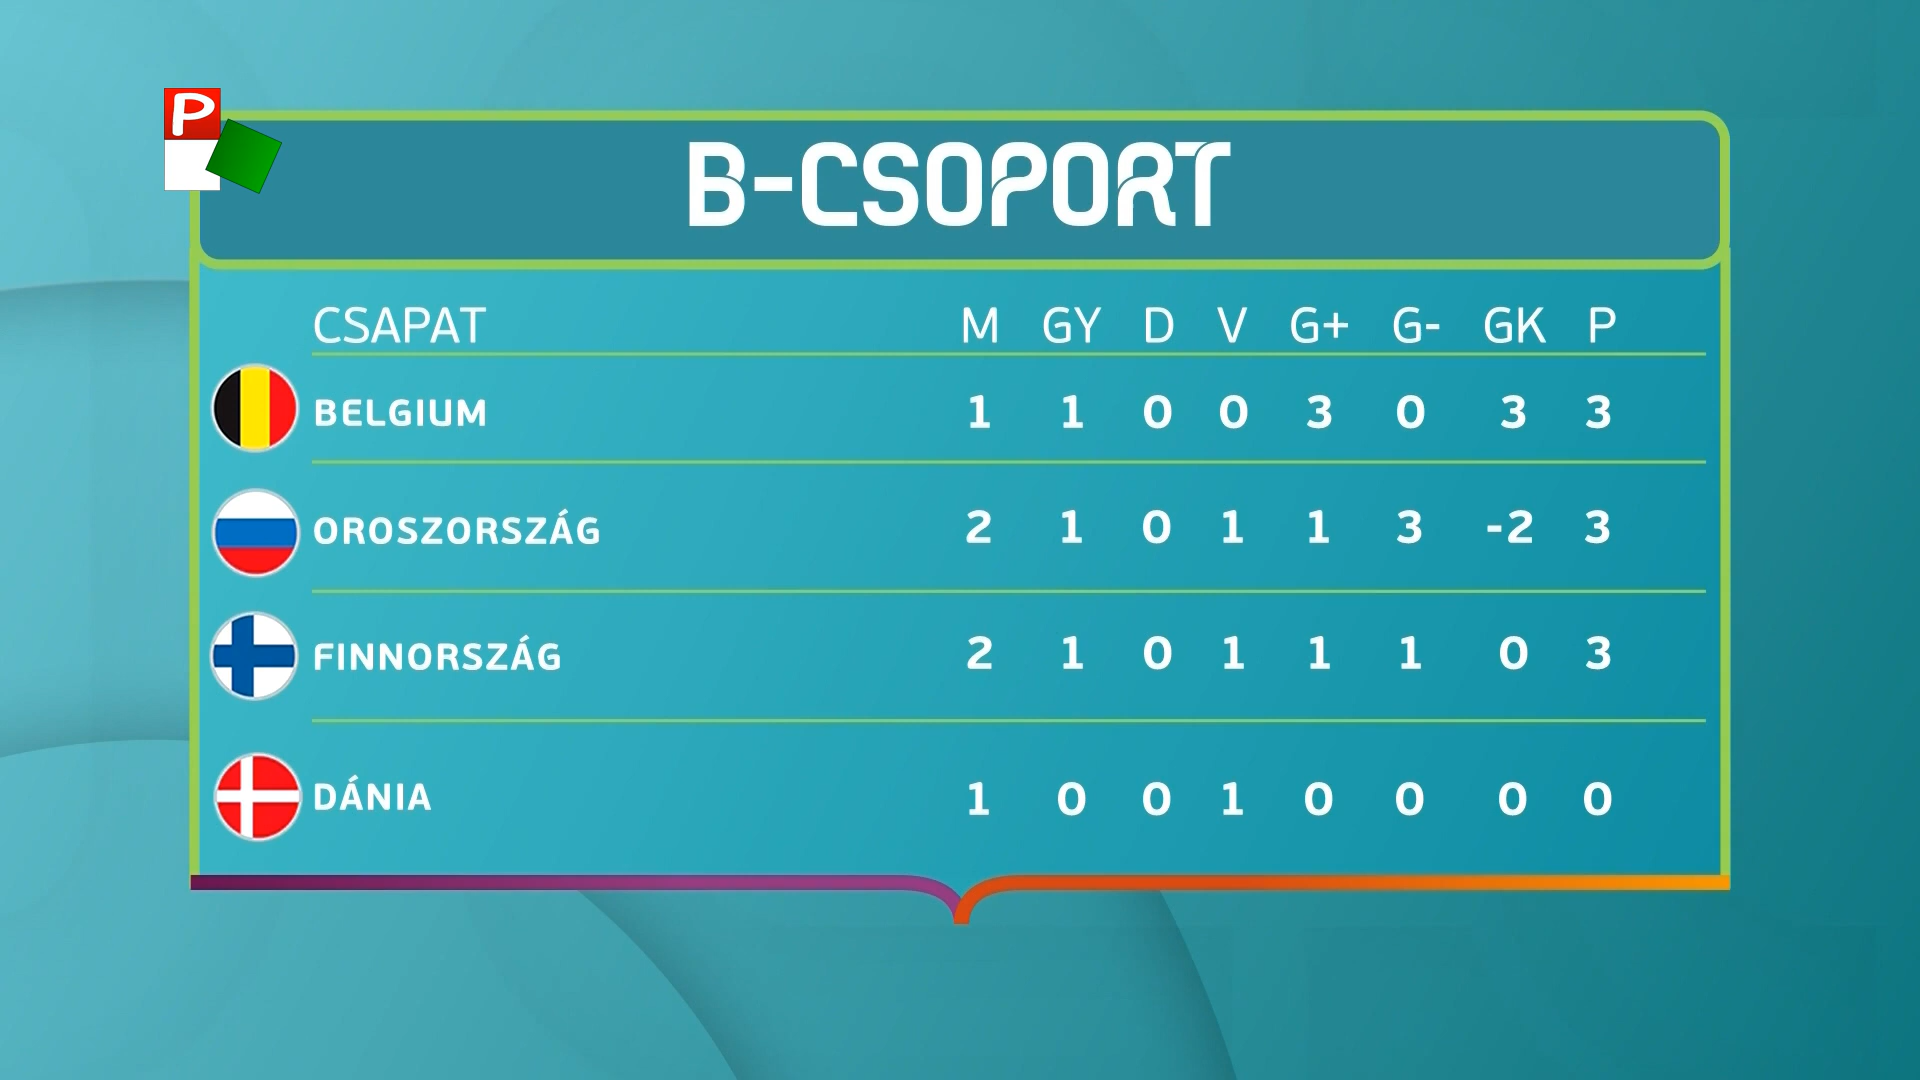 P
B-CSOPORT
CSAPAT M GY D V G+ G- GK P
BELGIUM 1 1 0 0 3 0 3 3
OROSZORSZÁG 2 1 0 1 1 3 -2 3
FINNORSZÁG 2 1 0 1 1 1 0 3
DÁNIA 1 0 0 1 0 0 0 0